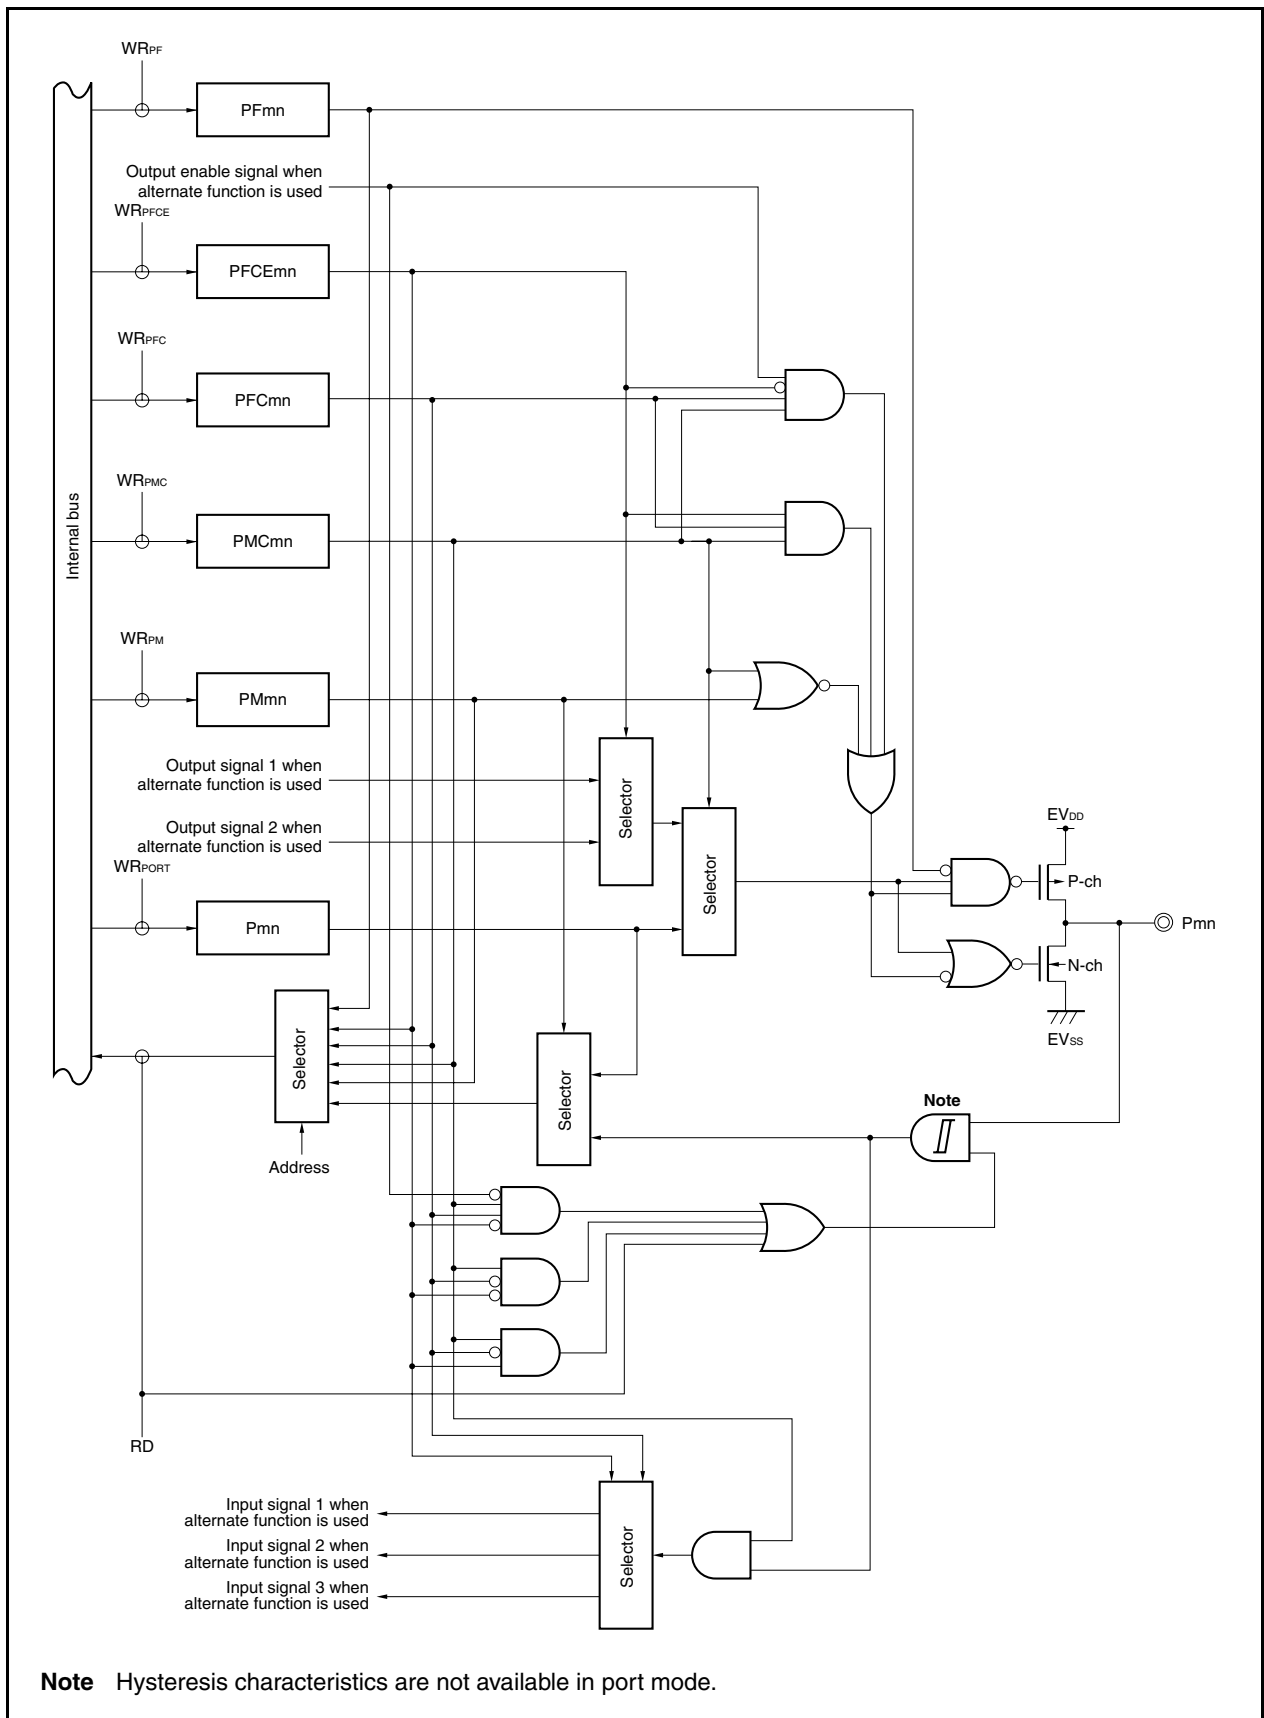 WRPF
PFmn
Output enable signal when
alternate function is used
WRPFCE
PFCEmn
WRPFC
PFCmn
WRPMC
Internal bus
PMCmn
WRPM
PMmn
Output signal 1 when
alternate function is used
Selector
Output signal 2 when
alternate function is used
Selector
WRPORT
Pmn
EVDD
P-ch
Pmn
N-ch
EVSS
Selector
Selector
Address
Note
RD
Input signal 1 when
alternate function is used
Input signal 2 when
alternate function is used
Input signal 3 when
alternate function is used
Selector
Note Hysteresis characteristics are not available in port mode.